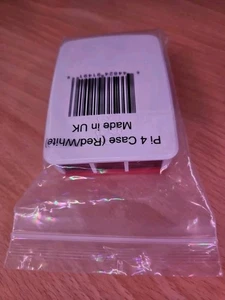 Pi 4 Case (Red/White)
Made in UK